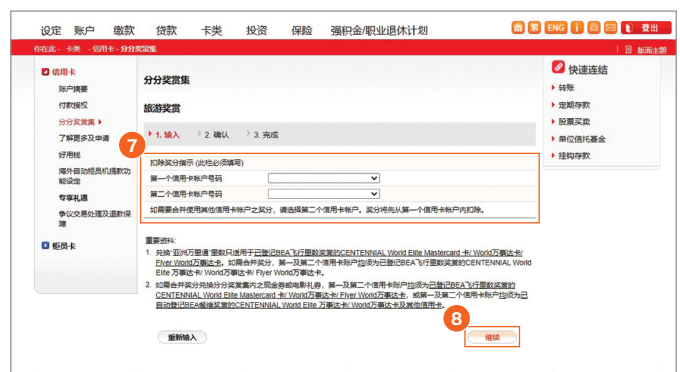 设定 账户 缴款 贷款 卡类 投资 保险 强积金/职业退休计划
繁 ENG i 登出
你在此 - 卡类 - 信用卡 - 分分奖赏集
版面主题
信用卡
账户摘要
付款授权
分分奖赏集
了解更多及申请
好用钱
海外自动柜员机提款功
能设定
专享礼遇
争议交易处理及退款保
障
柜员卡
分分奖赏集
旅游奖赏
1. 输入 2. 确认 3. 完成
7
扣除奖分指示 (此栏必须填写)
第一个信用卡帐户号码
第二个信用卡帐户号码
如需要合并使用其他信用卡帐户之奖分，请选择第二个信用卡帐户。奖分将先从第一个信用卡帐户内扣除。
重要资料:
1. 兑换"亚洲万里通"里数只适用于已登记BEA飞行里数奖赏的CENTENNIAL World Elite Mastercard 卡/ World万事达卡/
Flyer World万事达卡。如需合并奖分，第一及第二个信用卡账户均须为已登记BEA飞行里数奖赏的CENTENNIAL World
Elite 万事达卡/ World万事达卡/ Flyer World万事达卡。
2. 如需合并奖分兑换分分奖赏集内之现金券或电影礼券，第一及第二个信用卡账户均须为已登记BEA飞行里数奖赏的
CENTENNIAL World Elite Mastercard 卡/ World万事达卡/ Flyer World万事达卡，或第一及第二个信用卡账户均须为已
自动登记BEA餐缘奖赏的CENTENNIAL World Elite 万事达卡/ World万事达卡及其他信用卡。
8
重新输入 继续
快速连结
转账
定期存款
股票买卖
单位信托基金
挂钩存款